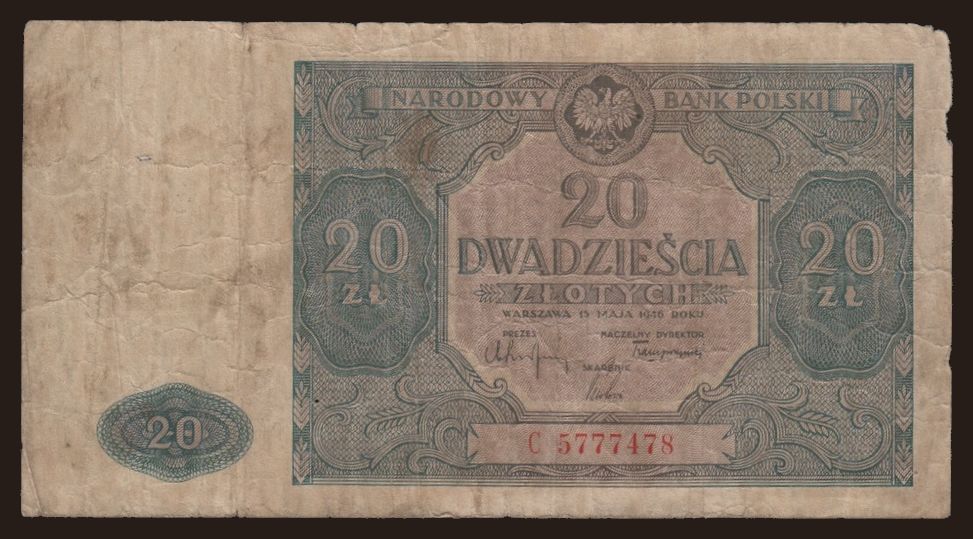 NARODOWY BANK POLSKI
20
DWADZIEŚCIA
ZŁOTYCH
WARSZAWA 15 MAJA 1946 ROKU
PREZES NACZELNY DYREKTOR
SKARBNIK
20 ZŁ
20 ZŁ
20
C 5777478